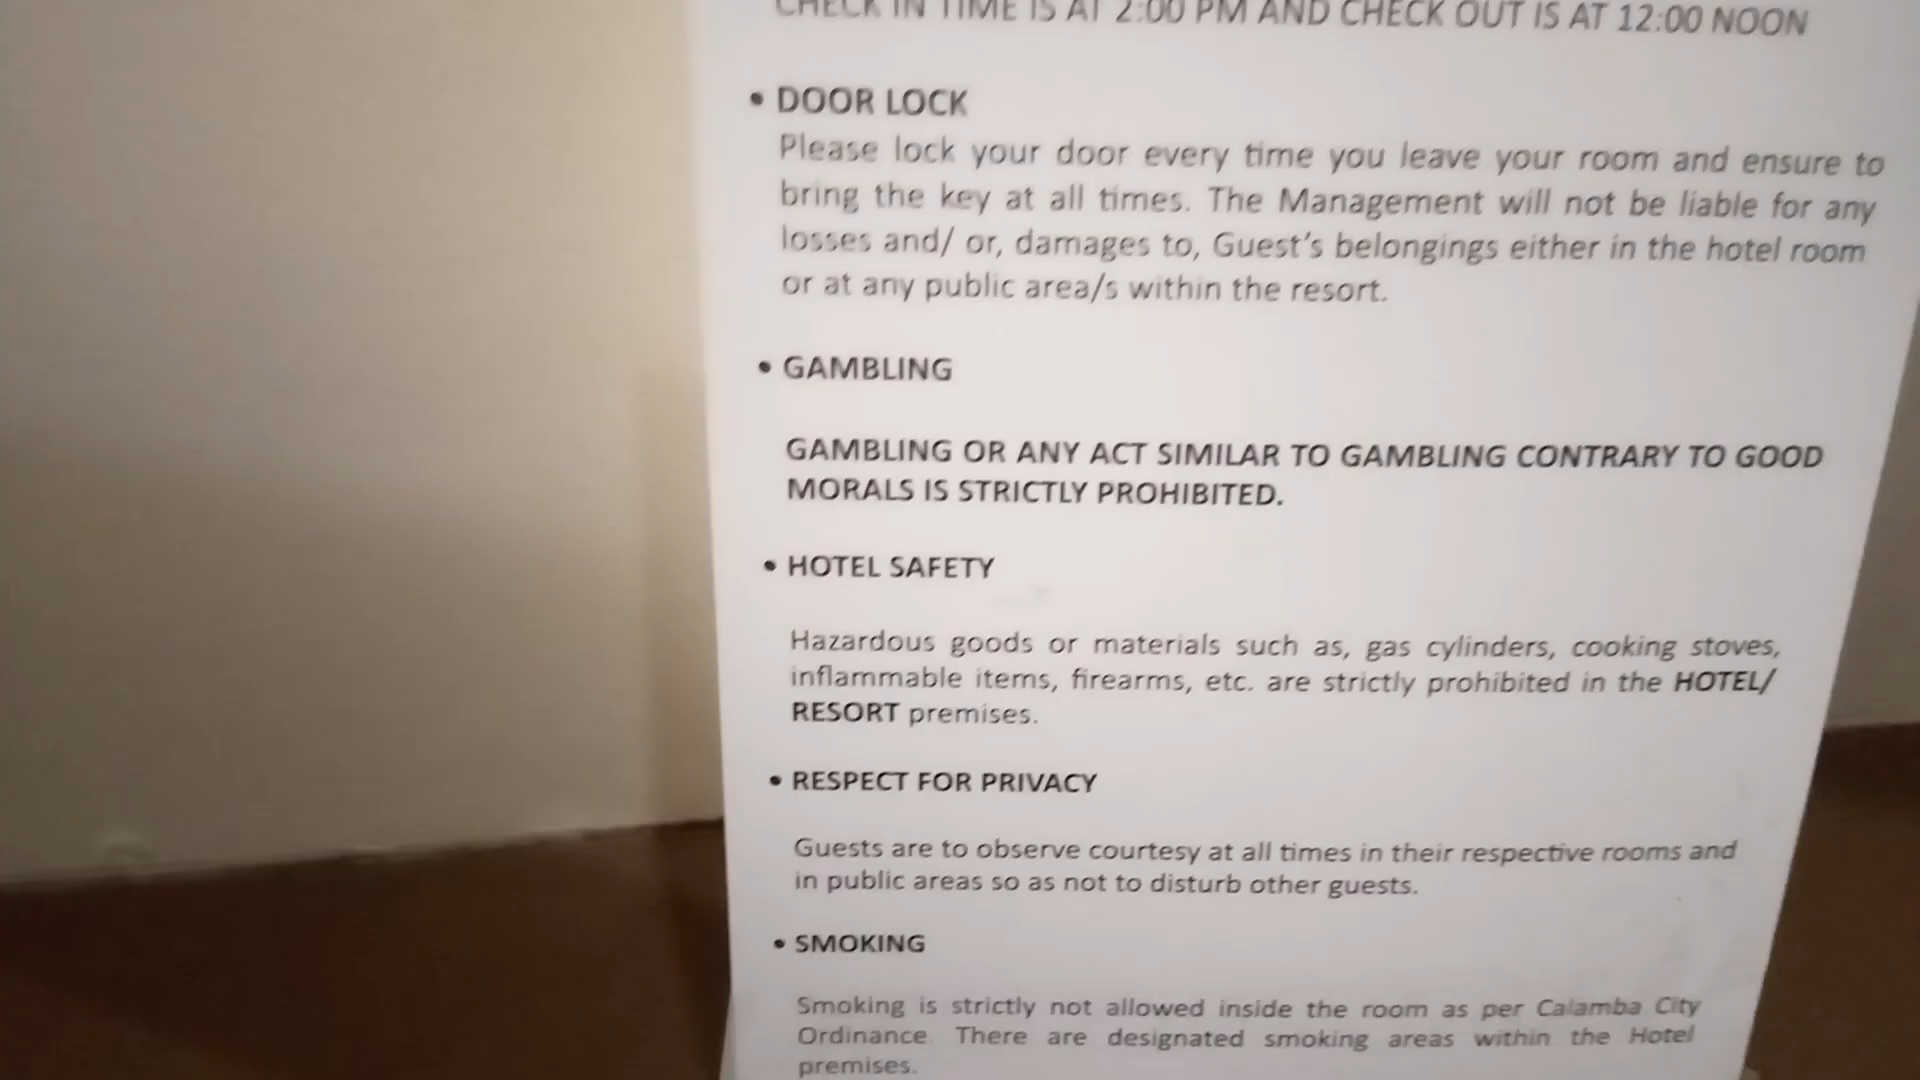 CHECK IN TIME IS AT 2:00 PM AND CHECK OUT IS AT 12:00 NOON
• DOOR LOCK
Please lock your door every time you leave your room and ensure to
bring the key at all times. The Management will not be liable for any
losses and/ or, damages to, Guest's belongings either in the hotel room
or at any public area/s within the resort.
• GAMBLING
GAMBLING OR ANY ACT SIMILAR TO GAMBLING CONTRARY TO GOOD
MORALS IS STRICTLY PROHIBITED.
• HOTEL SAFETY
Hazardous goods or materials such as, gas cylinders, cooking stoves,
inflammable items, firearms, etc. are strictly prohibited in the HOTEL/
RESORT premises.
• RESPECT FOR PRIVACY
Guests are to observe courtesy at all times in their respective rooms and
in public areas so as not to disturb other guests.
• SMOKING
Smoking is strictly not allowed inside the room as per Calamba City
Ordinance. There are designated smoking areas within the Hotel
premises.